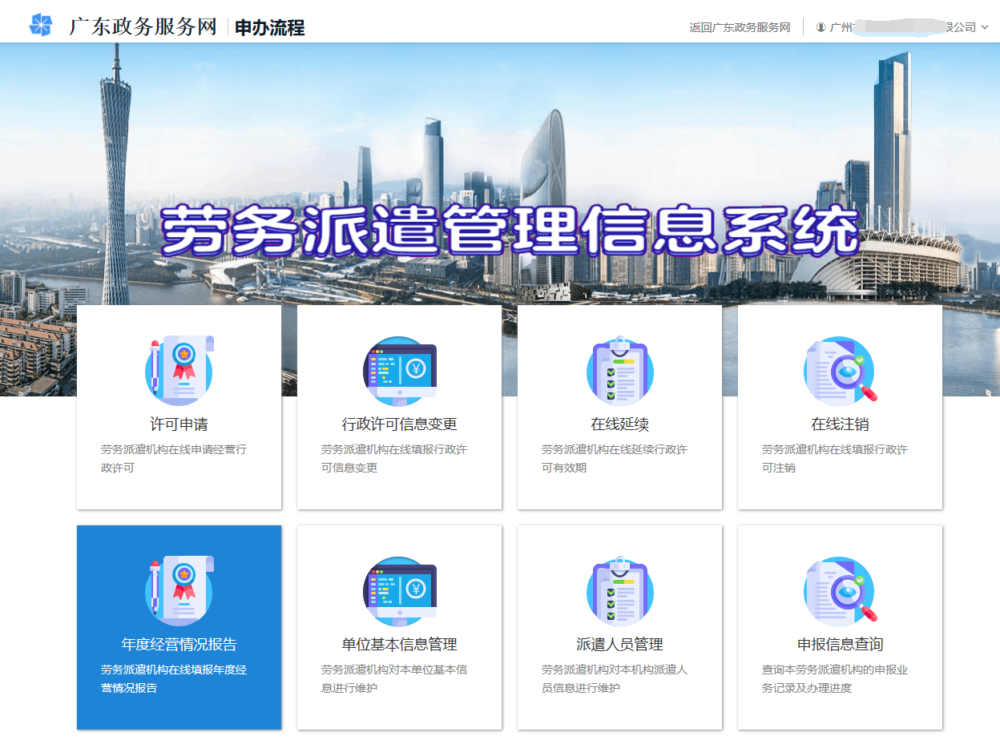 广东政务服务网 申办流程
返回广东政务服务网 广州 限公司
劳务派遣管理信息系统
许可申请
劳务派遣机构在线申请经营行
政许可
行政许可信息变更
劳务派遣机构在线填报行政许
可信息变更
在线延续
劳务派遣机构在线延续行政许
可有效期
在线注销
劳务派遣机构在线填报行政许
可注销
年度经营情况报告
劳务派遣机构在线填报年度经
营情况报告
单位基本信息管理
劳务派遣机构对本单位基本信
息进行维护
派遣人员管理
劳务派遣机构对本机构派遣人
员信息进行维护
申报信息查询
查询本劳务派遣机构的申报业
务记录及办理进度